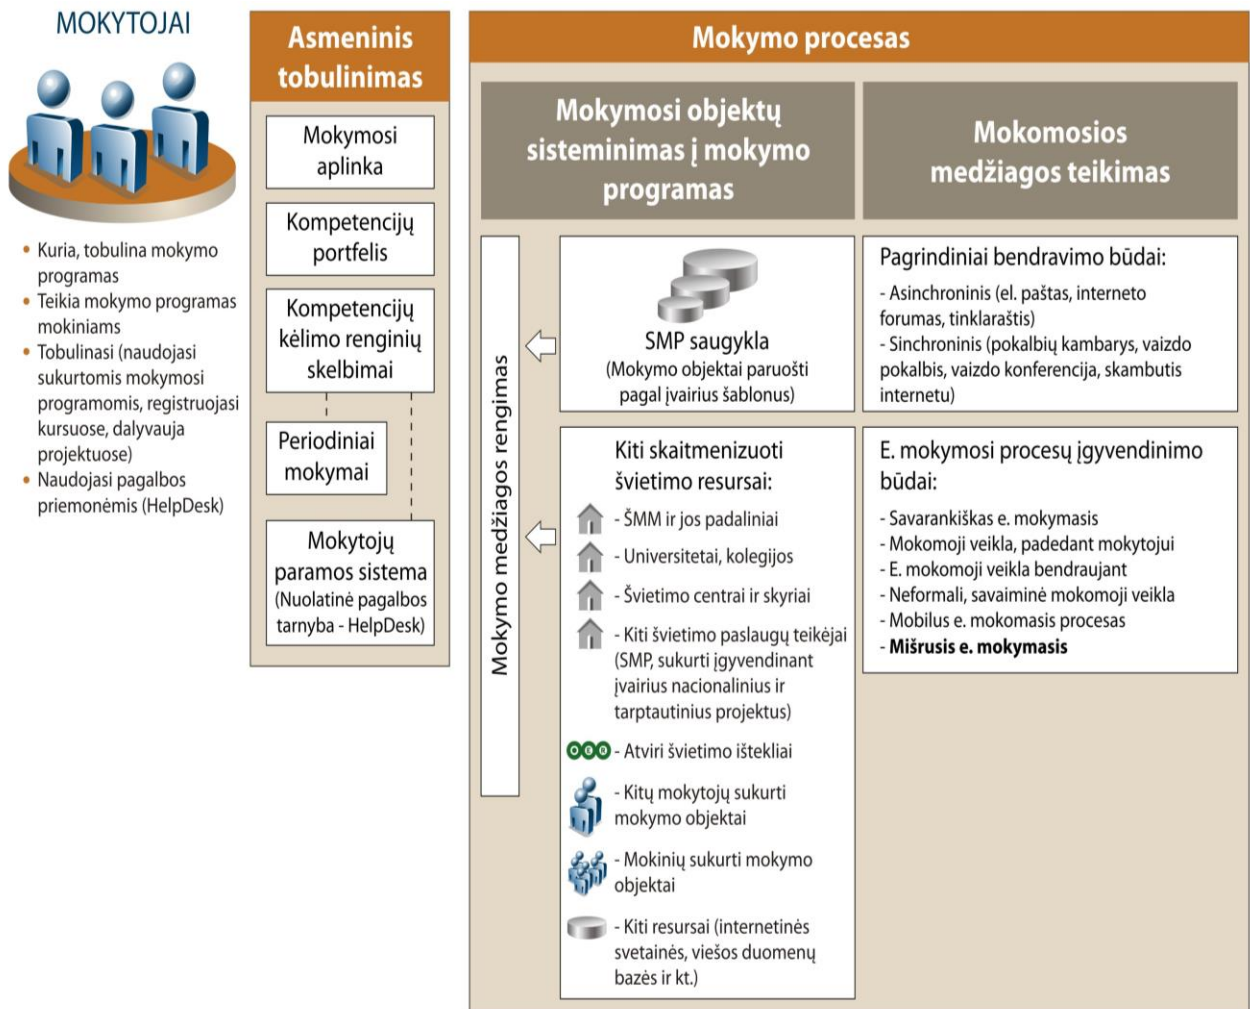 MOKYTOJAI
• Kuria, tobulina mokymo
programas
• Teikia mokymo programas
mokiniams
• Tobulinasi (naudojasi
sukurtomis mokymosi
programomis, registruojasi
kursuose, dalyvauja
projektuose)
• Naudojasi pagalbos
priemonėmis (HelpDesk)
Asmeninis
tobulinimas
Mokymosi
aplinka
Kompetencijų
portfelis
Kompetencijų
kėlimo renginių
skelbimai
Periodiniai
mokymai
Mokytojų
paramos sistema
(Nuolatinė pagalbos
tarnyba - HelpDesk)
Mokymo procesas
Mokymosi objektų
sisteminimas į mokymo
programas
Mokymo medžiagos rengimas
SMP saugykla
(Mokymo objektai paruošti
pagal įvairius šablonus)
Kiti skaitmenizuoti
švietimo resursai:
- ŠMM ir jos padaliniai
- Universitetai, kolegijos
- Švietimo centrai ir skyriai
- Kiti švietimo paslaugų teikėjai
(SMP, sukurti įgyvendinant
įvairius nacionalinius ir
tarptautinius projektus)
OER
- Atviri švietimo ištekliai
- Kitų mokytojų sukurti
mokymo objektai
- Mokinių sukurti mokymo
objektai
- Kiti resursai (internetinės
svetainės, viešos duomenų
bazės ir kt.)
Mokomosios
medžiagos teikimas
Pagrindiniai bendravimo būdai:
- Asinchroninis (el. paštas, interneto
forumas, tinklaraštis)
- Sinchroninis (pokalbių kambarys, vaizdo
pokalbis, vaizdo konferencija, skambutis
internetu)
E. mokymosi procesų įgyvendinimo
būdai:
- Savarankiškas e. mokymasis
- Mokomoji veikla, padedant mokytojui
- E. mokomoji veikla bendraujant
- Neformali, savaiminė mokomoji veikla
- Mobilus e. mokomasis procesas
- Mišrusis e. mokymasis